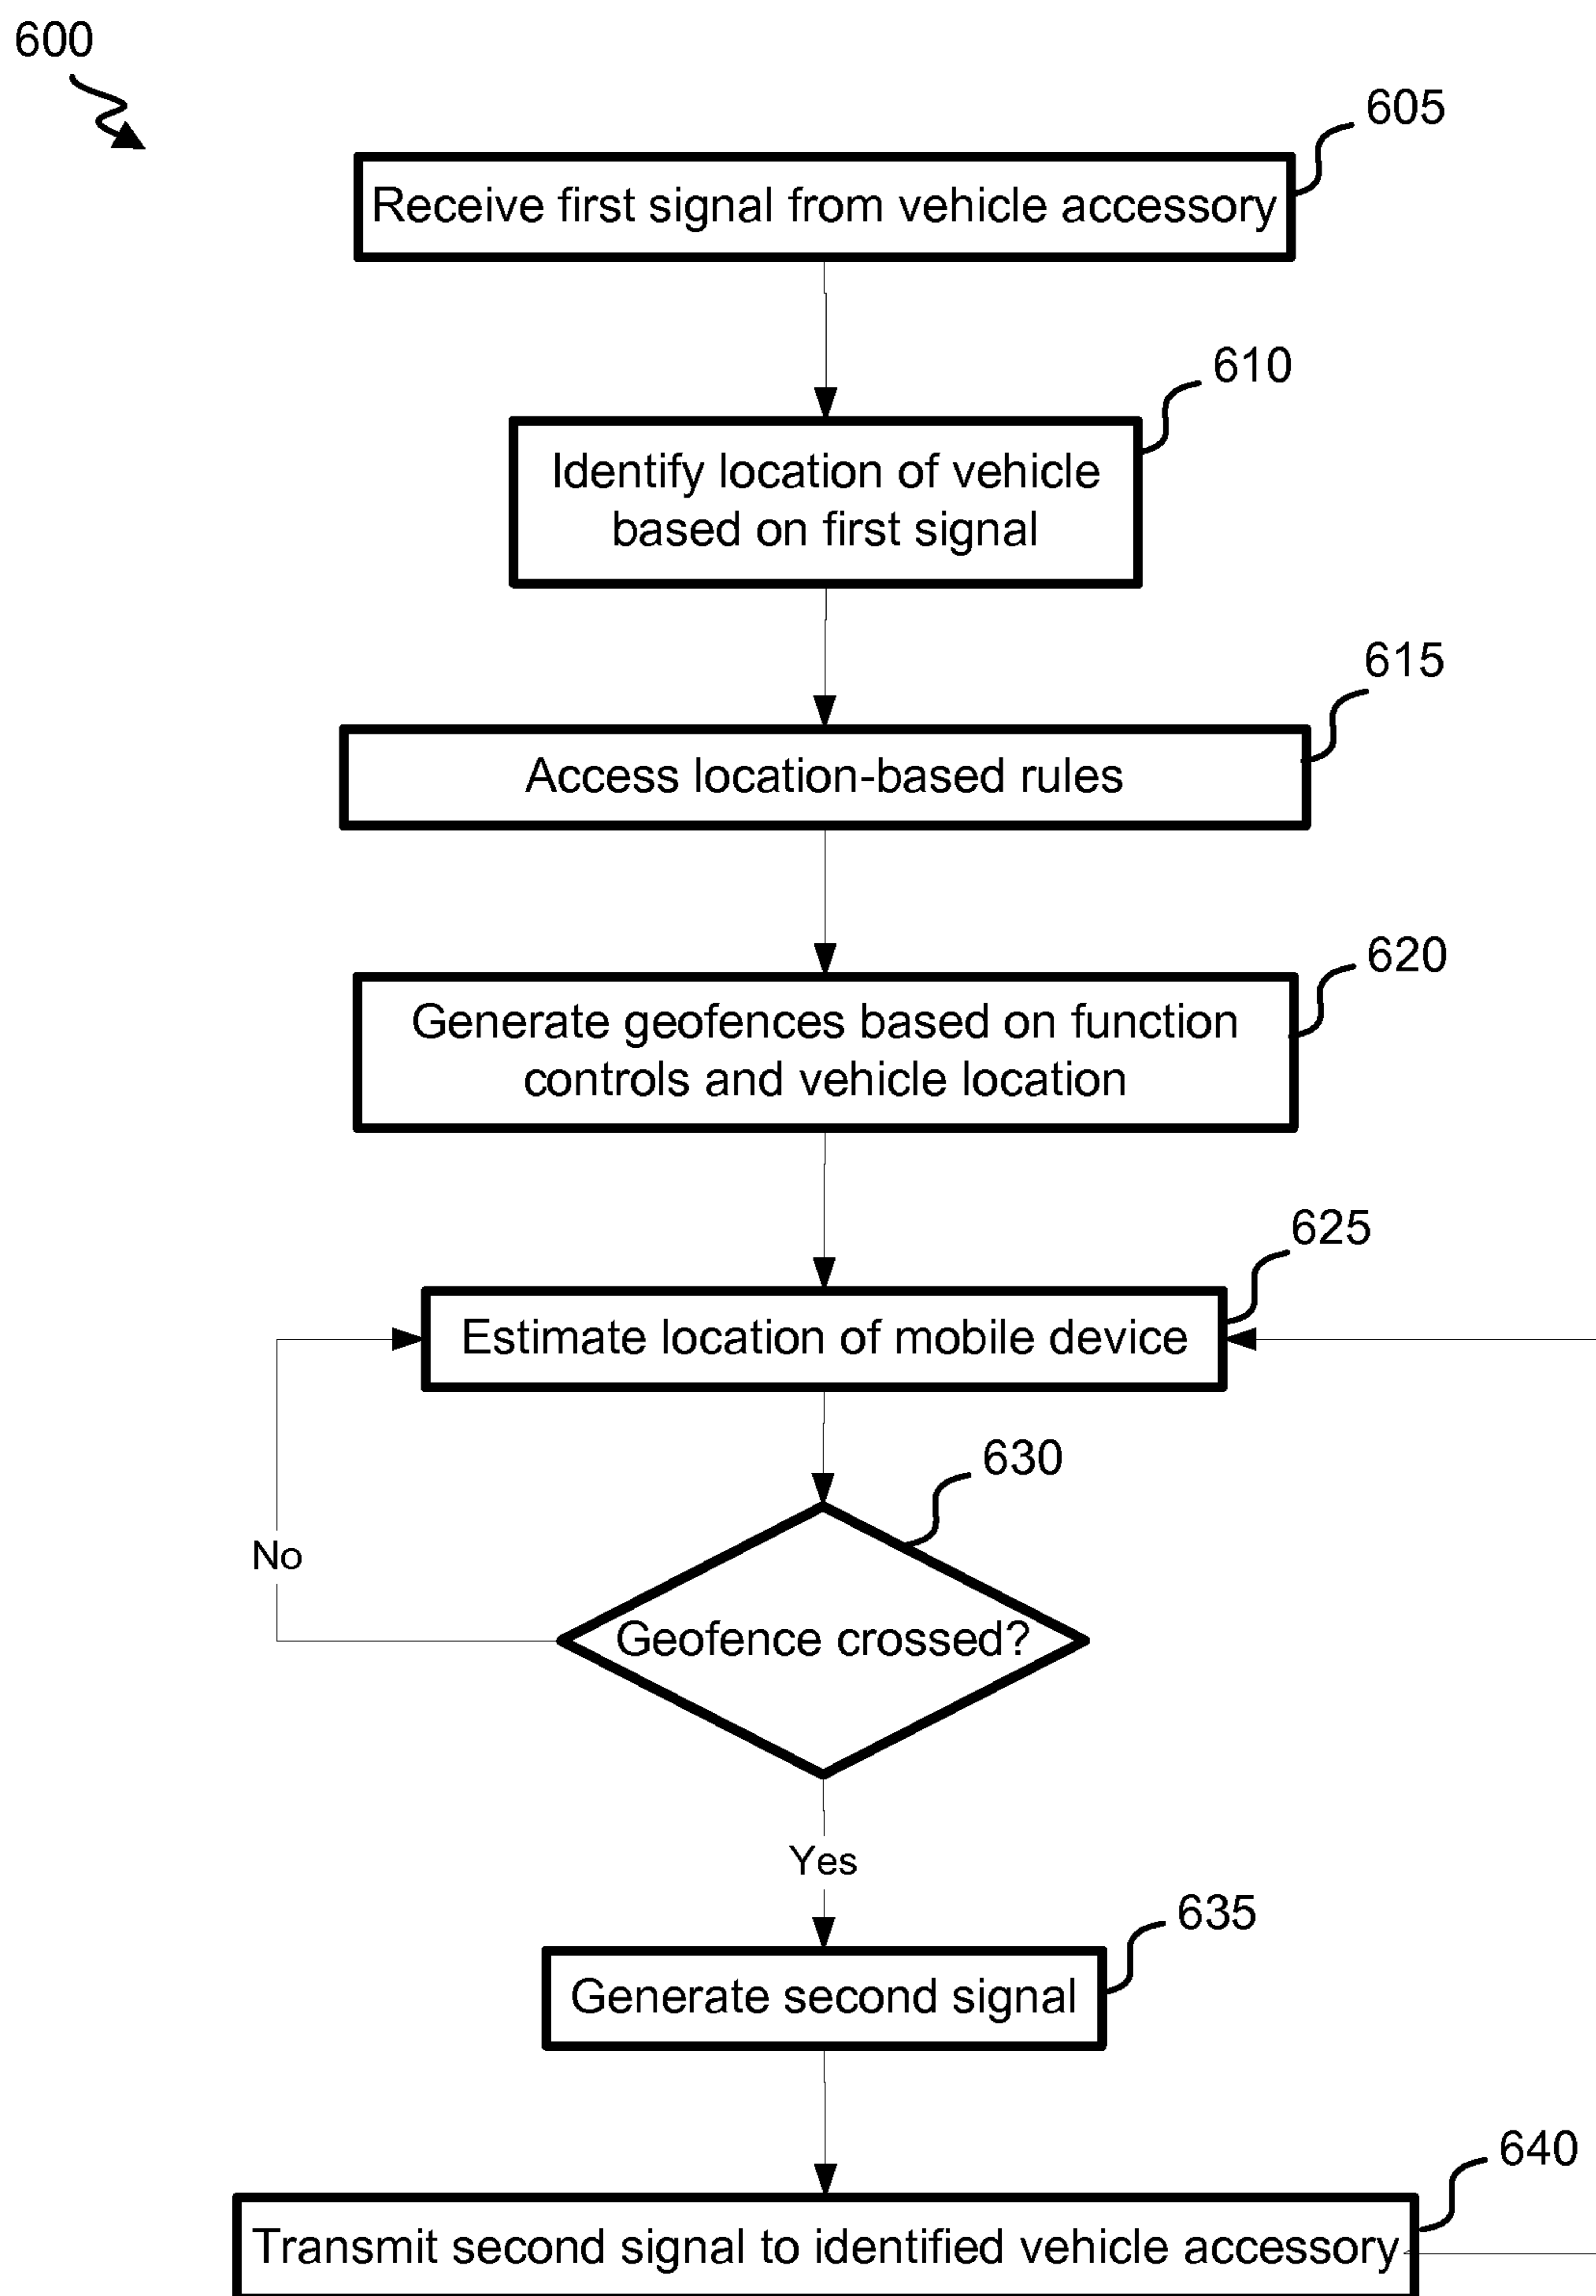 600
605
Receive first signal from vehicle accessory
610
Identify location of vehicle
based on first signal
615
Access location-based rules
620
Generate geofences based on function
controls and vehicle location
625
Estimate location of mobile device
630
No
Geofence crossed?
Yes
635
Generate second signal
640
Transmit second signal to identified vehicle accessory